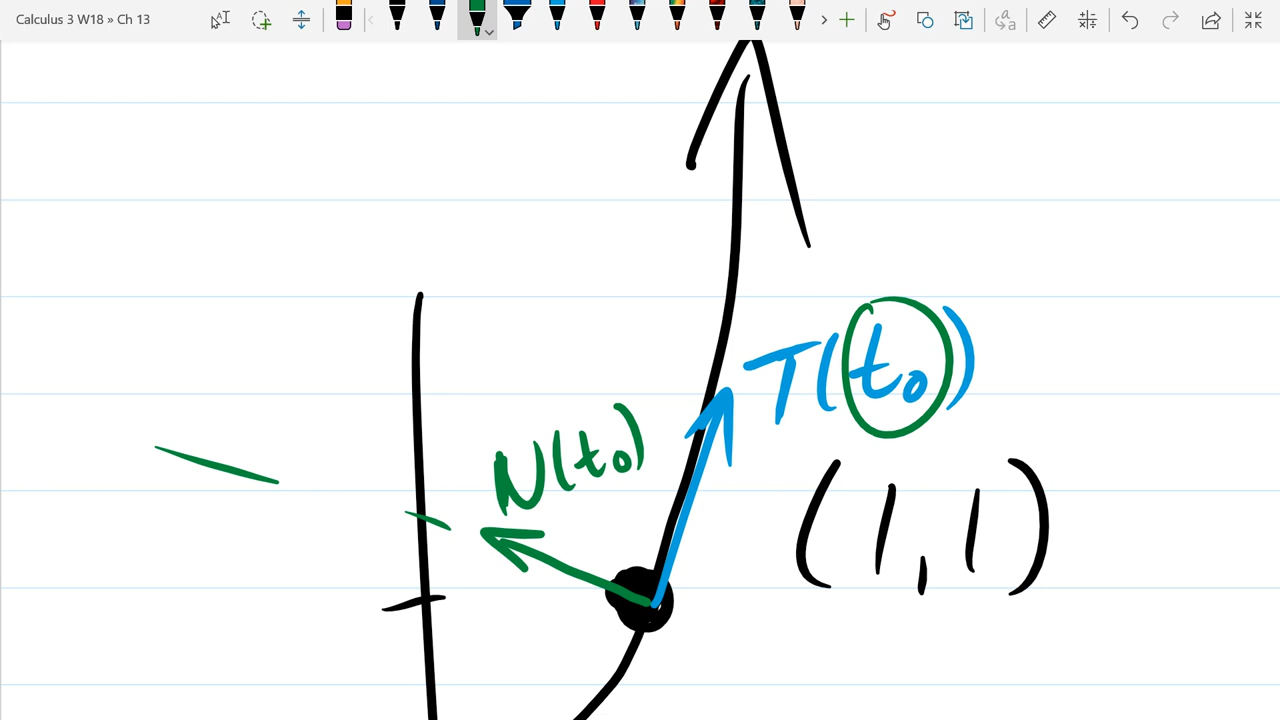 Calculus 3 W18 » Ch 13
T(t₀)
N(t₀)
(1,1)